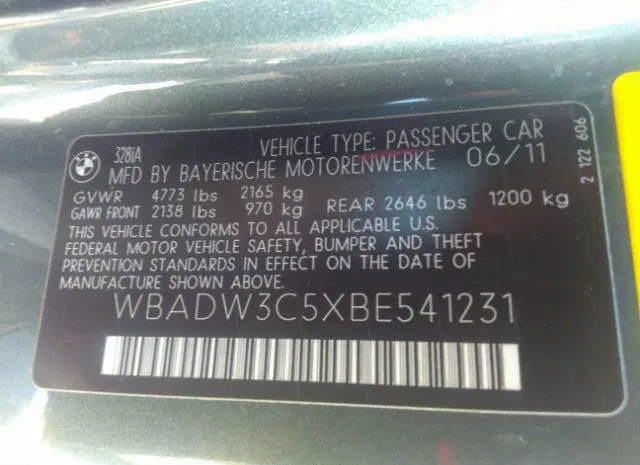 328iA VEHICLE TYPE: PASSENGER CAR
MFD BY BAYERISCHE MOTORENWERKE 06/11
GVWR 4773 lbs 2165 kg
GAWR FRONT 2138 lbs 970 kg REAR 2646 lbs 1200 kg
THIS VEHICLE CONFORMS TO ALL APPLICABLE U.S.
FEDERAL MOTOR VEHICLE SAFETY, BUMPER AND THEFT
PREVENTION STANDARDS IN EFFECT ON THE DATE OF
MANUFACTURE SHOWN ABOVE.
WBADW3C5XBE541231
2 122 606